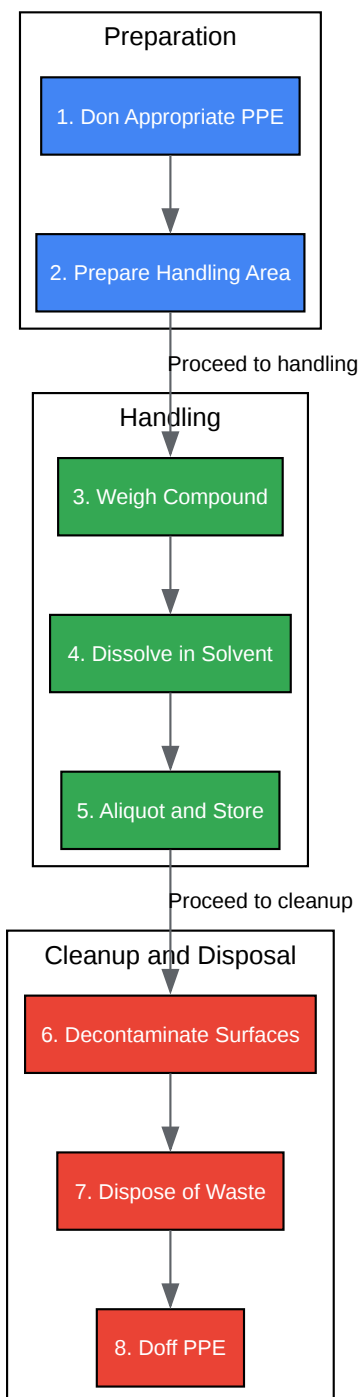 Preparation
1. Don Appropriate PPE
2. Prepare Handling Area
Proceed to handling
Handling
3. Weigh Compound
4. Dissolve in Solvent
5. Aliquot and Store
Proceed to cleanup
Cleanup and Disposal
6. Decontaminate Surfaces
7. Dispose of Waste
8. Doff PPE